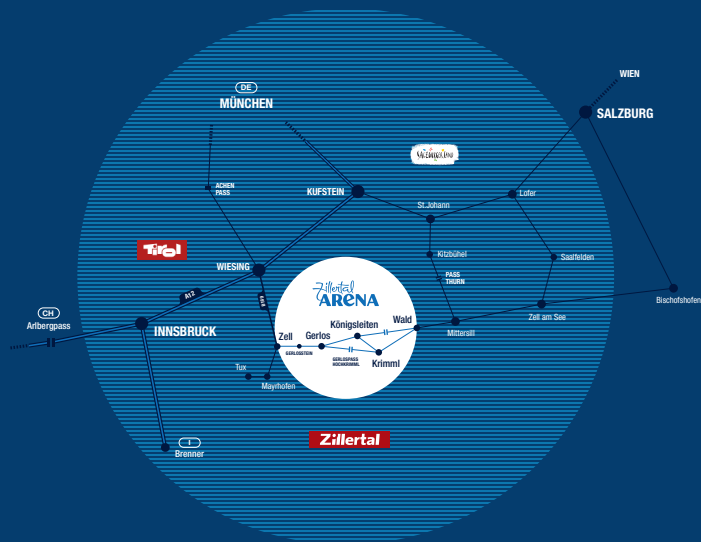 WIEN
DE
MÜNCHEN
SALZBURG
ACHEN
PASS
KUFSTEIN
Lofer
St.Johann
Tirol
Kitzbühel
Saalfelden
WIESING
PASS
THURN
A12
Bischofshofen
CH
Arlbergpass
INNSBRUCK
Zillertal
ARENA
Zell am See
Mittersill
Königsleiten
Wald
Zell
Gerlos
GERLOSSTEIN
GERLOSPASS
HOCHKRIMML
Krimml
Tux
Mayrhofen
I
Brenner
Zillertal